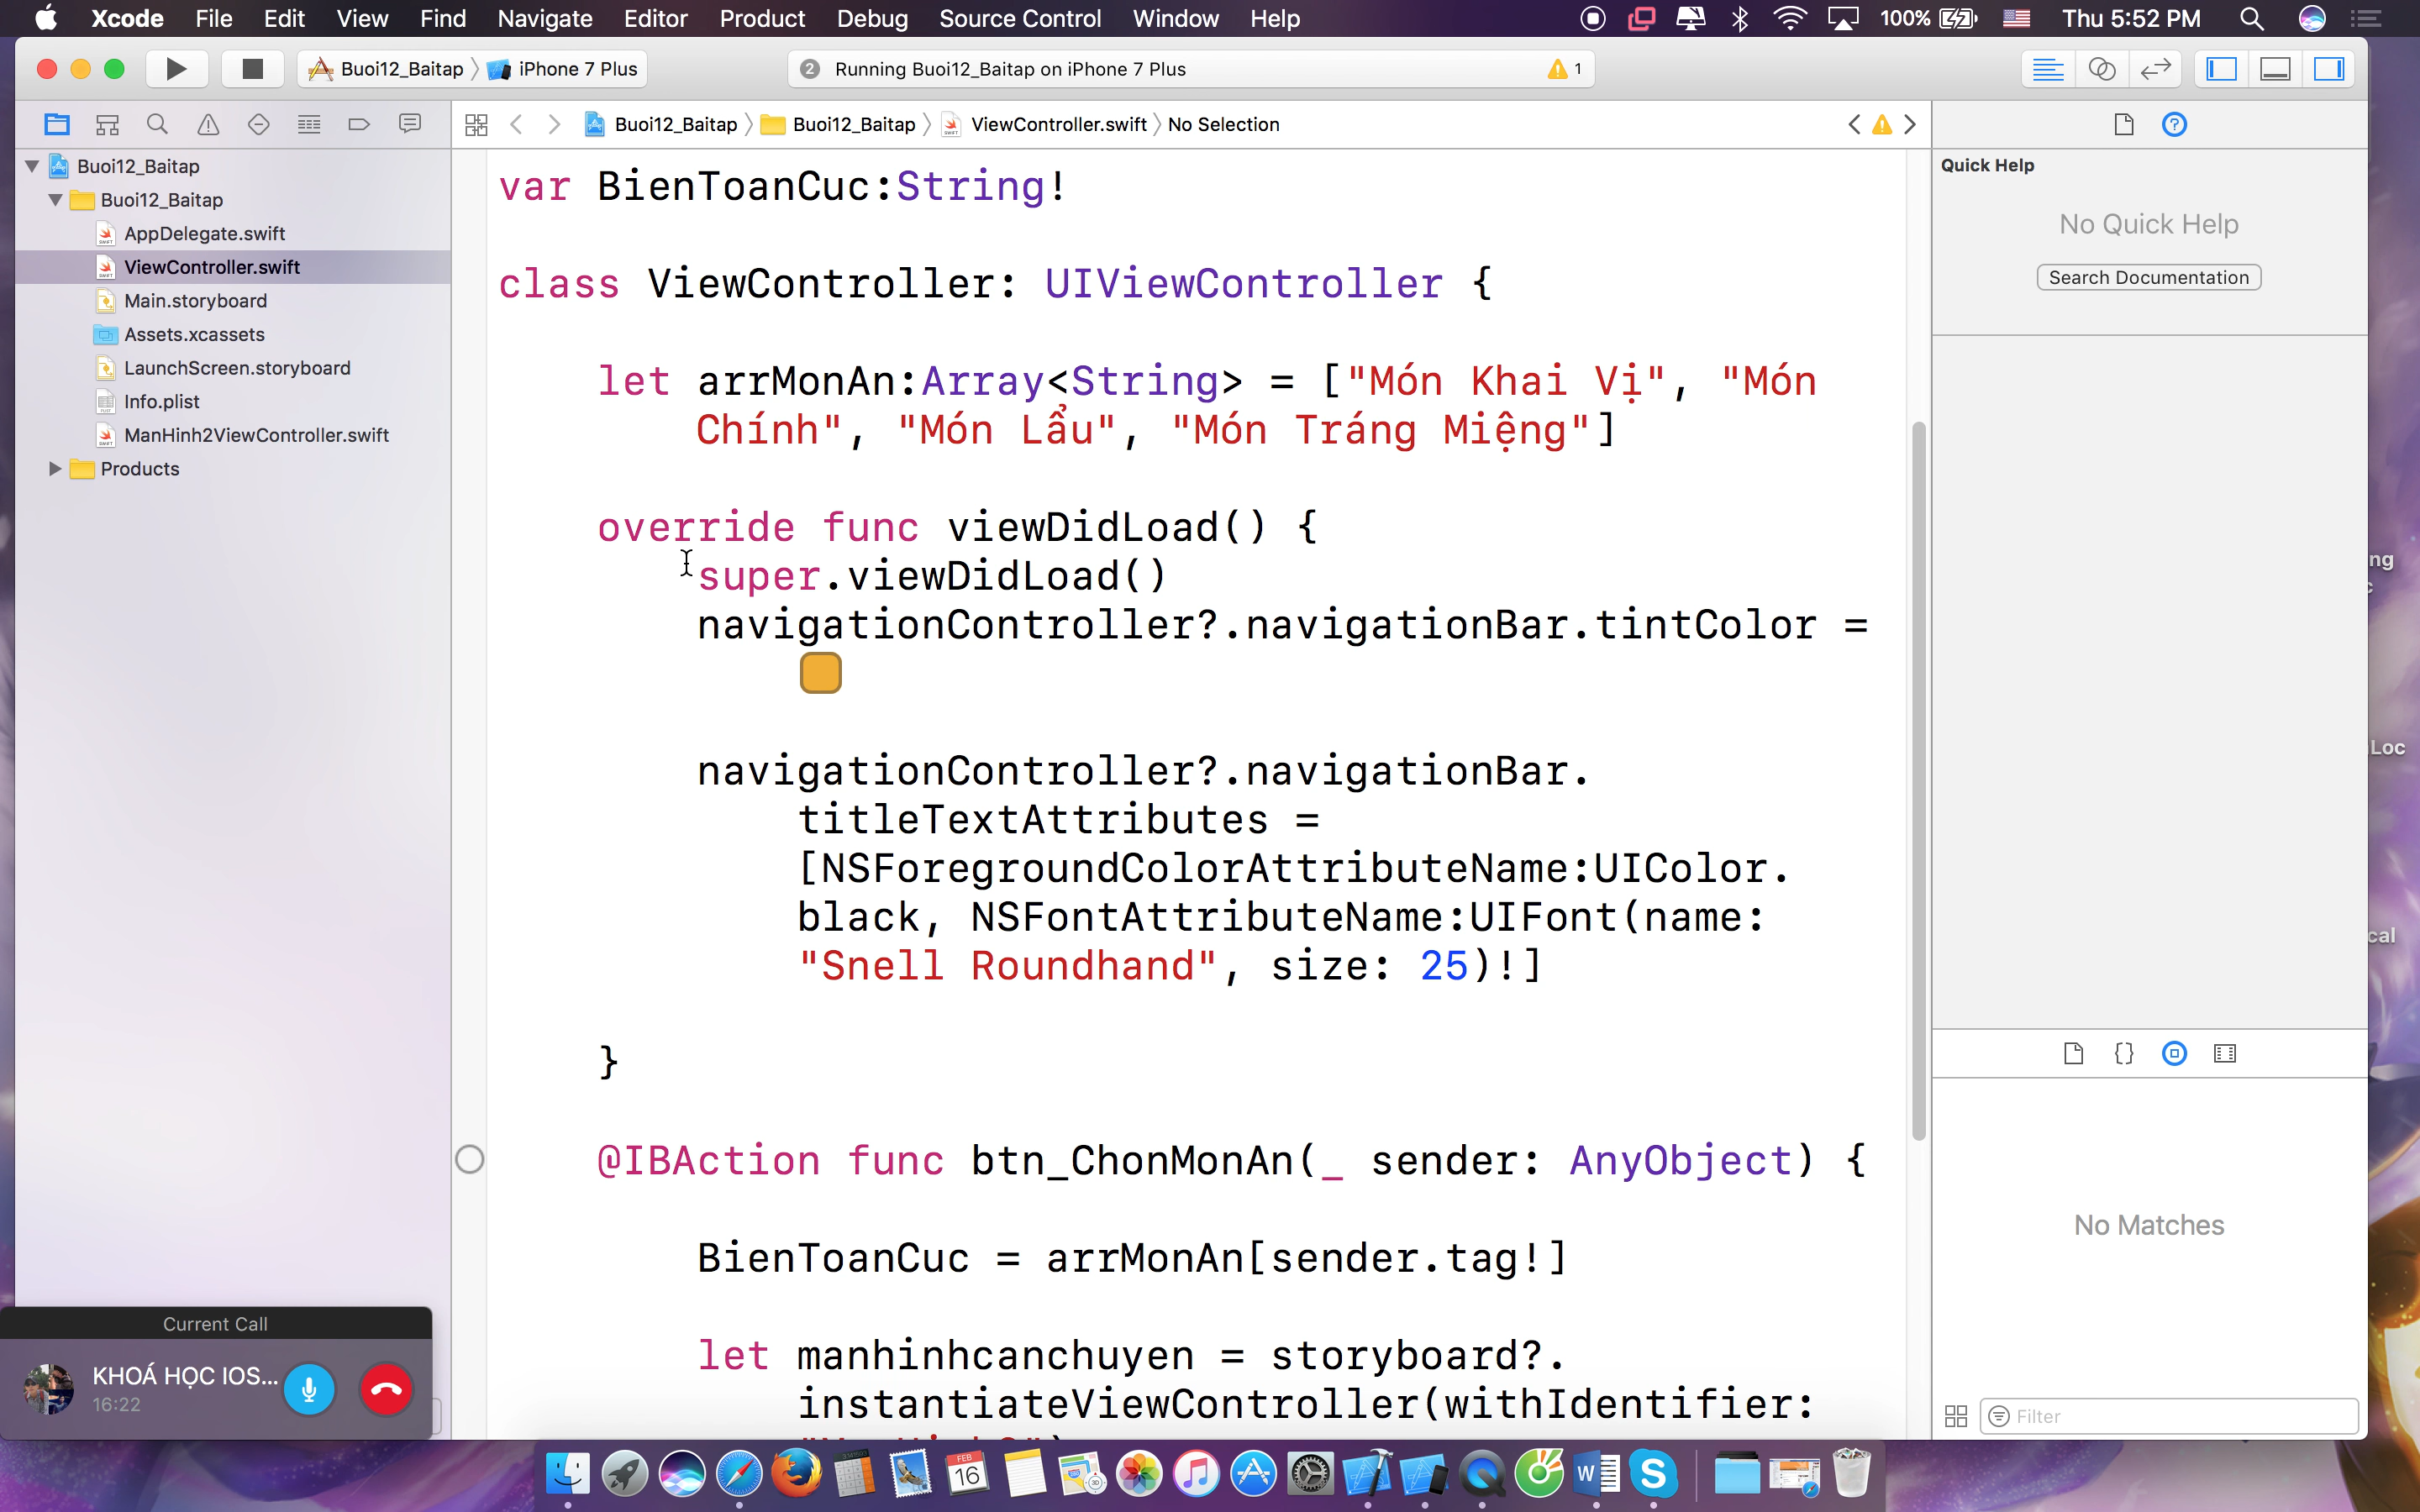 Xcode File Edit View Find Navigate Editor Product Debug Source Control Window Help 100% Thu 5:52 PM
Buoi12_Baitap iPhone 7 Plus
2 Running Buoi12_Baitap on iPhone 7 Plus 1
Buoi12_Baitap Buoi12_Baitap ViewController.swift No Selection
Buoi12_Baitap
Buoi12_Baitap
AppDelegate.swift
ViewController.swift
Main.storyboard
Assets.xcassets
LaunchScreen.storyboard
Info.plist
ManHinh2ViewController.swift
Products
var BienToanCuc:String!
class ViewController: UIViewController {
let arrMonAn:Array<String> = ["Món Khai Vị", "Món
Chính", "Món Lẩu", "Món Tráng Miệng"]
override func viewDidLoad() {
super.viewDidLoad()
navigationController?.navigationBar.tintColor =
navigationController?.navigationBar.
titleTextAttributes =
[NSForegroundColorAttributeName:UIColor.
black, NSFontAttributeName:UIFont(name:
"Snell Roundhand", size: 25)!]
}
@IBAction func btn_ChonMonAn(_ sender: AnyObject) {
BienToanCuc = arrMonAn[sender.tag!]
let manhinhcanchuyen = storyboard?.
instantiateViewController(withIdentifier:
Quick Help
No Quick Help
Search Documentation
No Matches
Filter
ng
Loc
cal
Current Call
KHOÁ HỌC IOS...
16:22
FEB
16